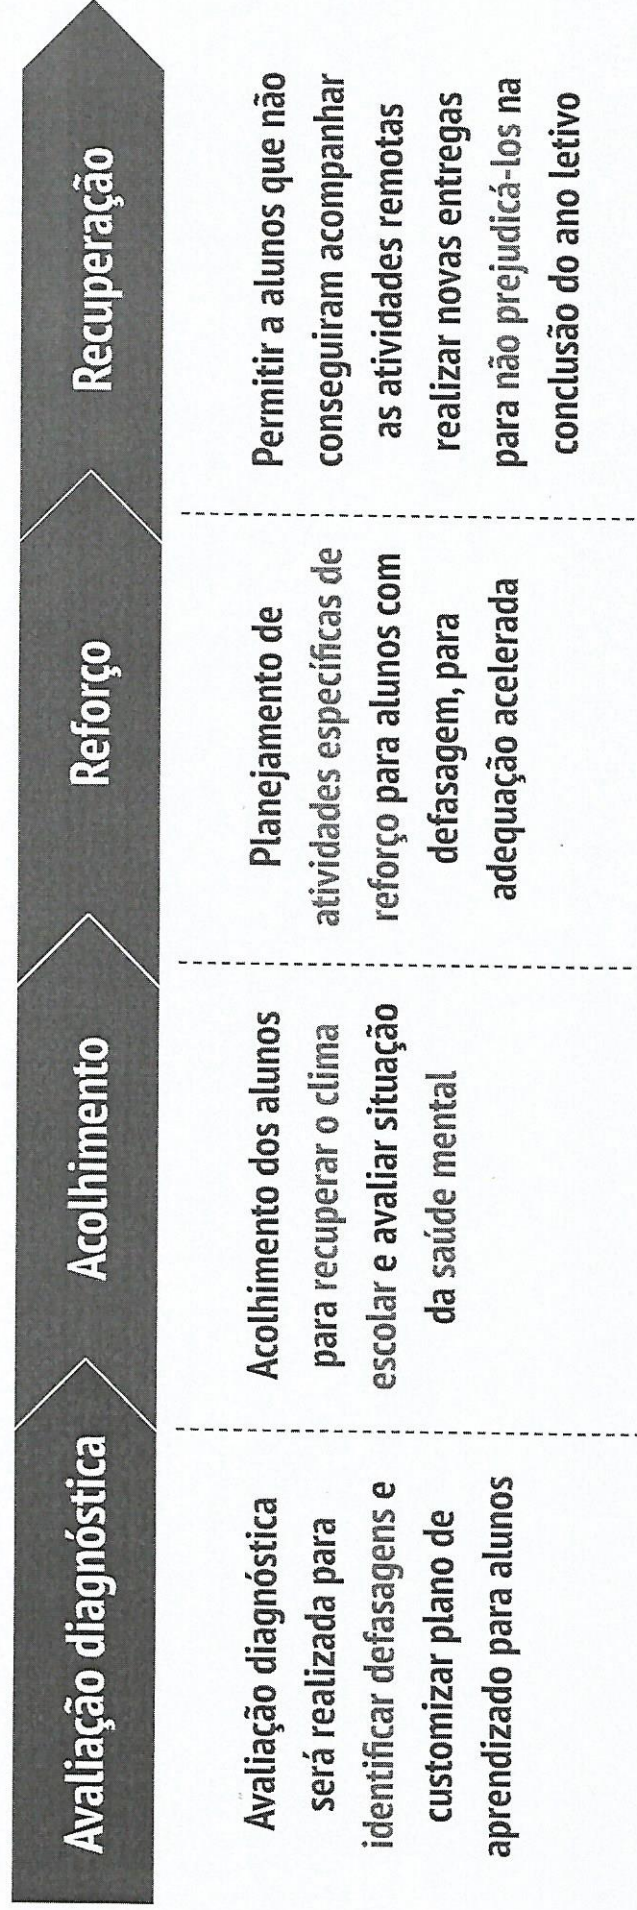 Avaliação diagnóstica
Acolhimento
Reforço
Recuperação
Avaliação diagnóstica
será realizada para
identificar defasagens e
customizar plano de
aprendizado para alunos
Acolhimento dos alunos
para recuperar o clima
escolar e avaliar situação
da saúde mental
Planejamento de
atividades específicas de
reforço para alunos com
defasagem, para
adequação acelerada
Permitir a alunos que não
conseguiram acompanhar
as atividades remotas
realizar novas entregas
para não prejudicá-los na
conclusão do ano letivo